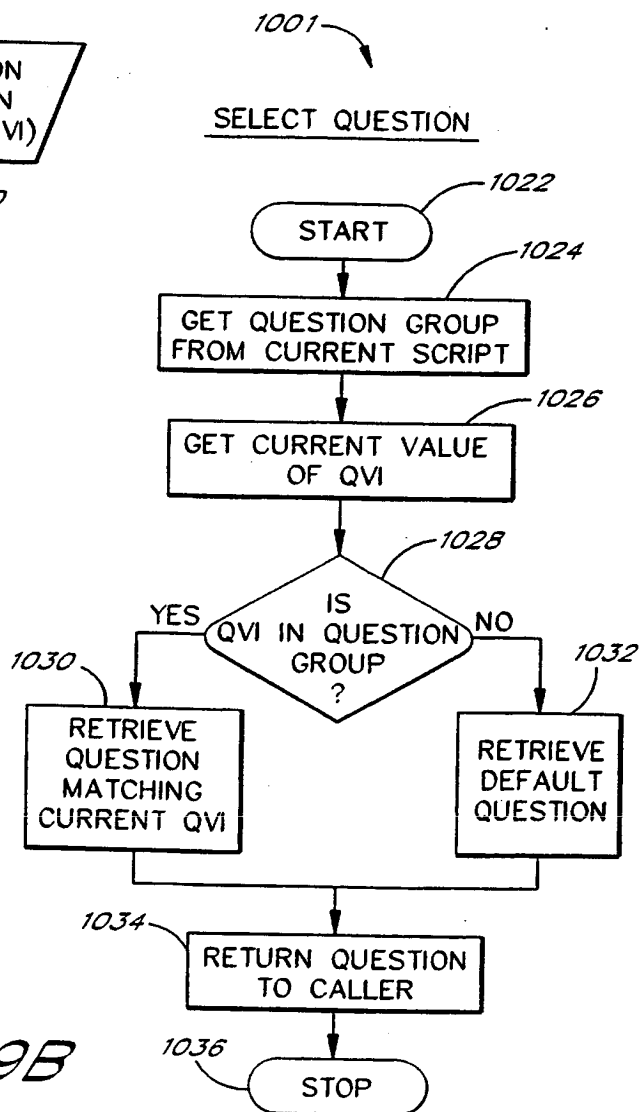 1001
ON
N
VI)
SELECT QUESTION
1022
START
1024
GET QUESTION GROUP
FROM CURRENT SCRIPT
1026
GET CURRENT VALUE
OF QVI
1028
IS
QVI IN QUESTION
GROUP
?
YES
NO
1030
RETRIEVE
QUESTION
MATCHING
CURRENT QVI
1032
RETRIEVE
DEFAULT
QUESTION
1034
RETURN QUESTION
TO CALLER
9B
1036
STOP